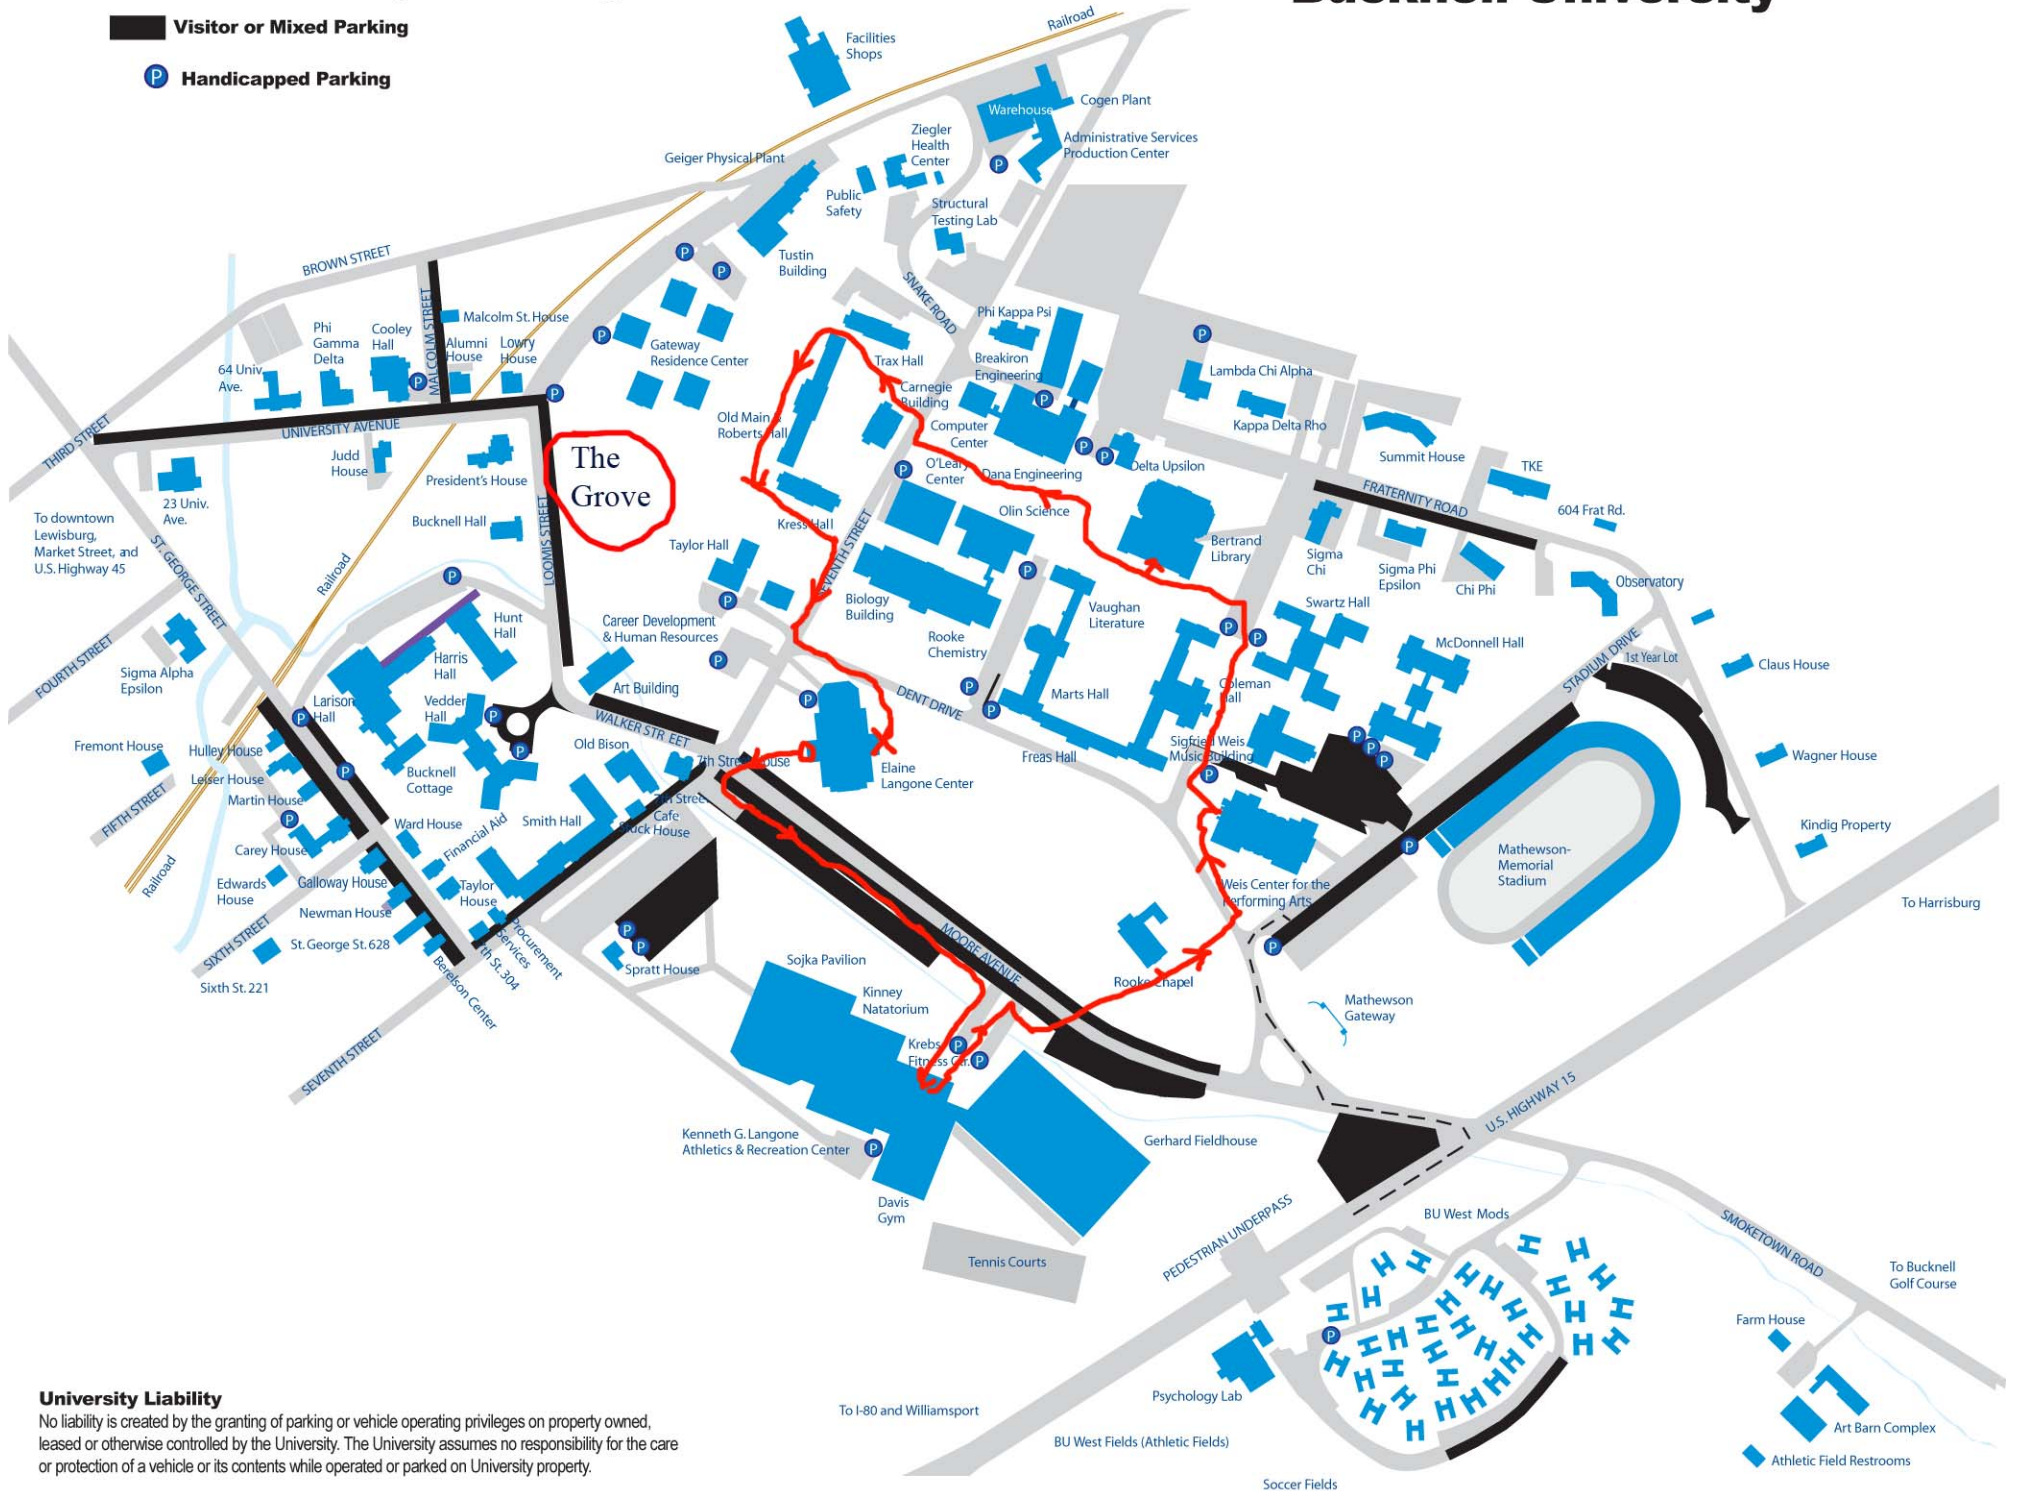 Bucknell University
Visitor or Mixed Parking
P
Handicapped Parking
Facilities
Shops
Railroad
Warehouse
Cogen Plant
Administrative Services
Production Center
P
Ziegler
Health
Center
Geiger Physical Plant
Public
Safety
Structural
Testing Lab
Tustin
Building
P
P
BROWN STREET
SNAKE ROAD
MALCOLM STREET
Malcolm St. House
Phi
Gamma
Delta
Cooley
Hall
Alumni
House
Lowry
House
64 Univ.
Ave.
P
P
P
Gateway
Residence Center
Trax Hall
Phi Kappa Psi
Breakiron
Engineering
P
P
Lambda Chi Alpha
Kappa Delta Rho
Carnegie
Building
Old Main &
Roberts Hall
Computer
Center
P
P
Delta Upsilon
Summit House
TKE
THIRD STREET
UNIVERSITY AVENUE
Judd
House
President's House
The
Grove
P
O'Leary
Center
Dana Engineering
FRATERNITY ROAD
604 Frat Rd.
23 Univ.
Ave.
To downtown
Lewisburg,
Market Street, and
U.S. Highway 45
Bucknell Hall
LOOMIS STREET
Kress Hall
Olin Science
Taylor Hall
SEVENTH STREET
Bertrand
Library
Sigma
Chi
Sigma Phi
Epsilon
Chi Phi
Observatory
ST. GEORGE STREET
Railroad
P
P
P
Biology
Building
Vaughan
Literature
Swartz Hall
McDonnell Hall
Hunt
Hall
Career Development
& Human Resources
P
Rooke
Chemistry
P
P
STADIUM DRIVE
1st Year Lot
Claus House
FOURTH STREET
Sigma Alpha
Epsilon
Harris
Hall
Art Building
P
P
P
DENT DRIVE
Marts Hall
Coleman
Hall
Larison
Hall
P
Vedder
Hall
P
P
WALKER STREET
Old Bison
7th Street House
Freas Hall
Sigfried Weis
Music Building
P
P
P
P
Fremont House
Hulley House
Leiser House
Martin House
P
Bucknell
Cottage
Elaine
Langone Center
Wagner House
FIFTH STREET
Railroad
P
Carey House
Ward House
Financial Aid
Smith Hall
7th Street
Cafe
Stuck House
P
Mathewson-
Memorial
Stadium
Kindig Property
Edwards
House
Galloway House
Taylor
House
Newman House
Weis Center for the
Performing Arts
To Harrisburg
SIXTH STREET
St. George St. 628
Procurement
Services
7th St. 304
Berelson Center
P
P
Spratt House
MOORE AVENUE
P
Sixth St. 221
Sojka Pavilion
Kinney
Natatorium
Rooke Chapel
Mathewson
Gateway
SEVENTH STREET
Krebs
Fitness Ctr.
P
P
Kenneth G. Langone
Athletics & Recreation Center
P
Gerhard Fieldhouse
U.S. HIGHWAY 15
Davis
Gym
Tennis Courts
PEDESTRIAN UNDERPASS
BU West Mods
SMOKETOWN ROAD
To Bucknell
Golf Course
P
Farm House
Psychology Lab
To I-80 and Williamsport
BU West Fields (Athletic Fields)
Soccer Fields
Art Barn Complex
Athletic Field Restrooms
University Liability
No liability is created by the granting of parking or vehicle operating privileges on property owned,
leased or otherwise controlled by the University. The University assumes no responsibility for the care
or protection of a vehicle or its contents while operated or parked on University property.